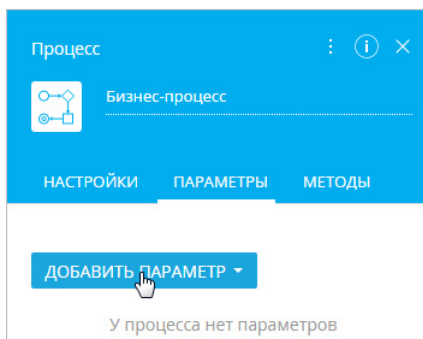 Процесс
Бизнес-процесс
НАСТРОЙКИ ПАРАМЕТРЫ МЕТОДЫ
ДОБАВИТЬ ПАРАМЕТР
У процесса нет параметров